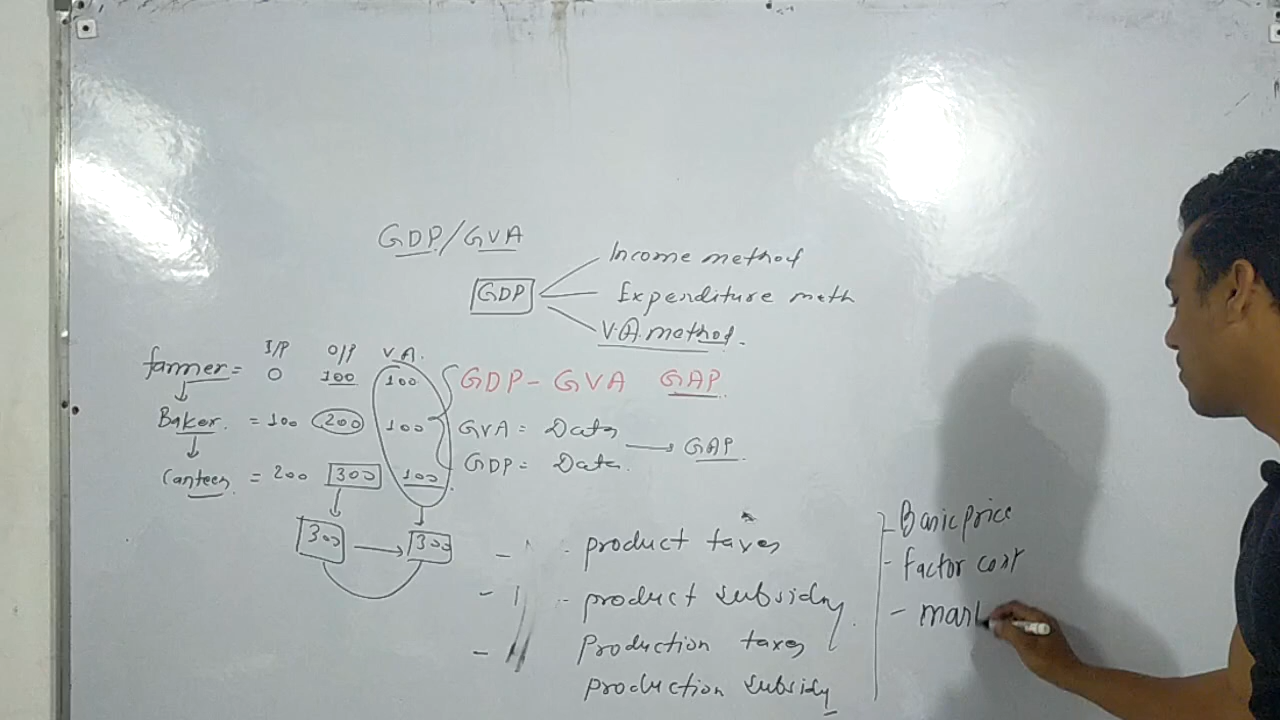 GDP/GVA
GDP
Income method
Expenditure meth
V.A. method.
I/P O/P V A.
farmer = 0 100 100
Baker. = 100 200 100
Canteen = 200 300 100
300 300
GDP - GVA GAP
GVA = Data
GDP = Data.
GAP.
- product taxes
- product subsidy
- Production taxes
production subsidy
- Basic price
- factor cost
- mark